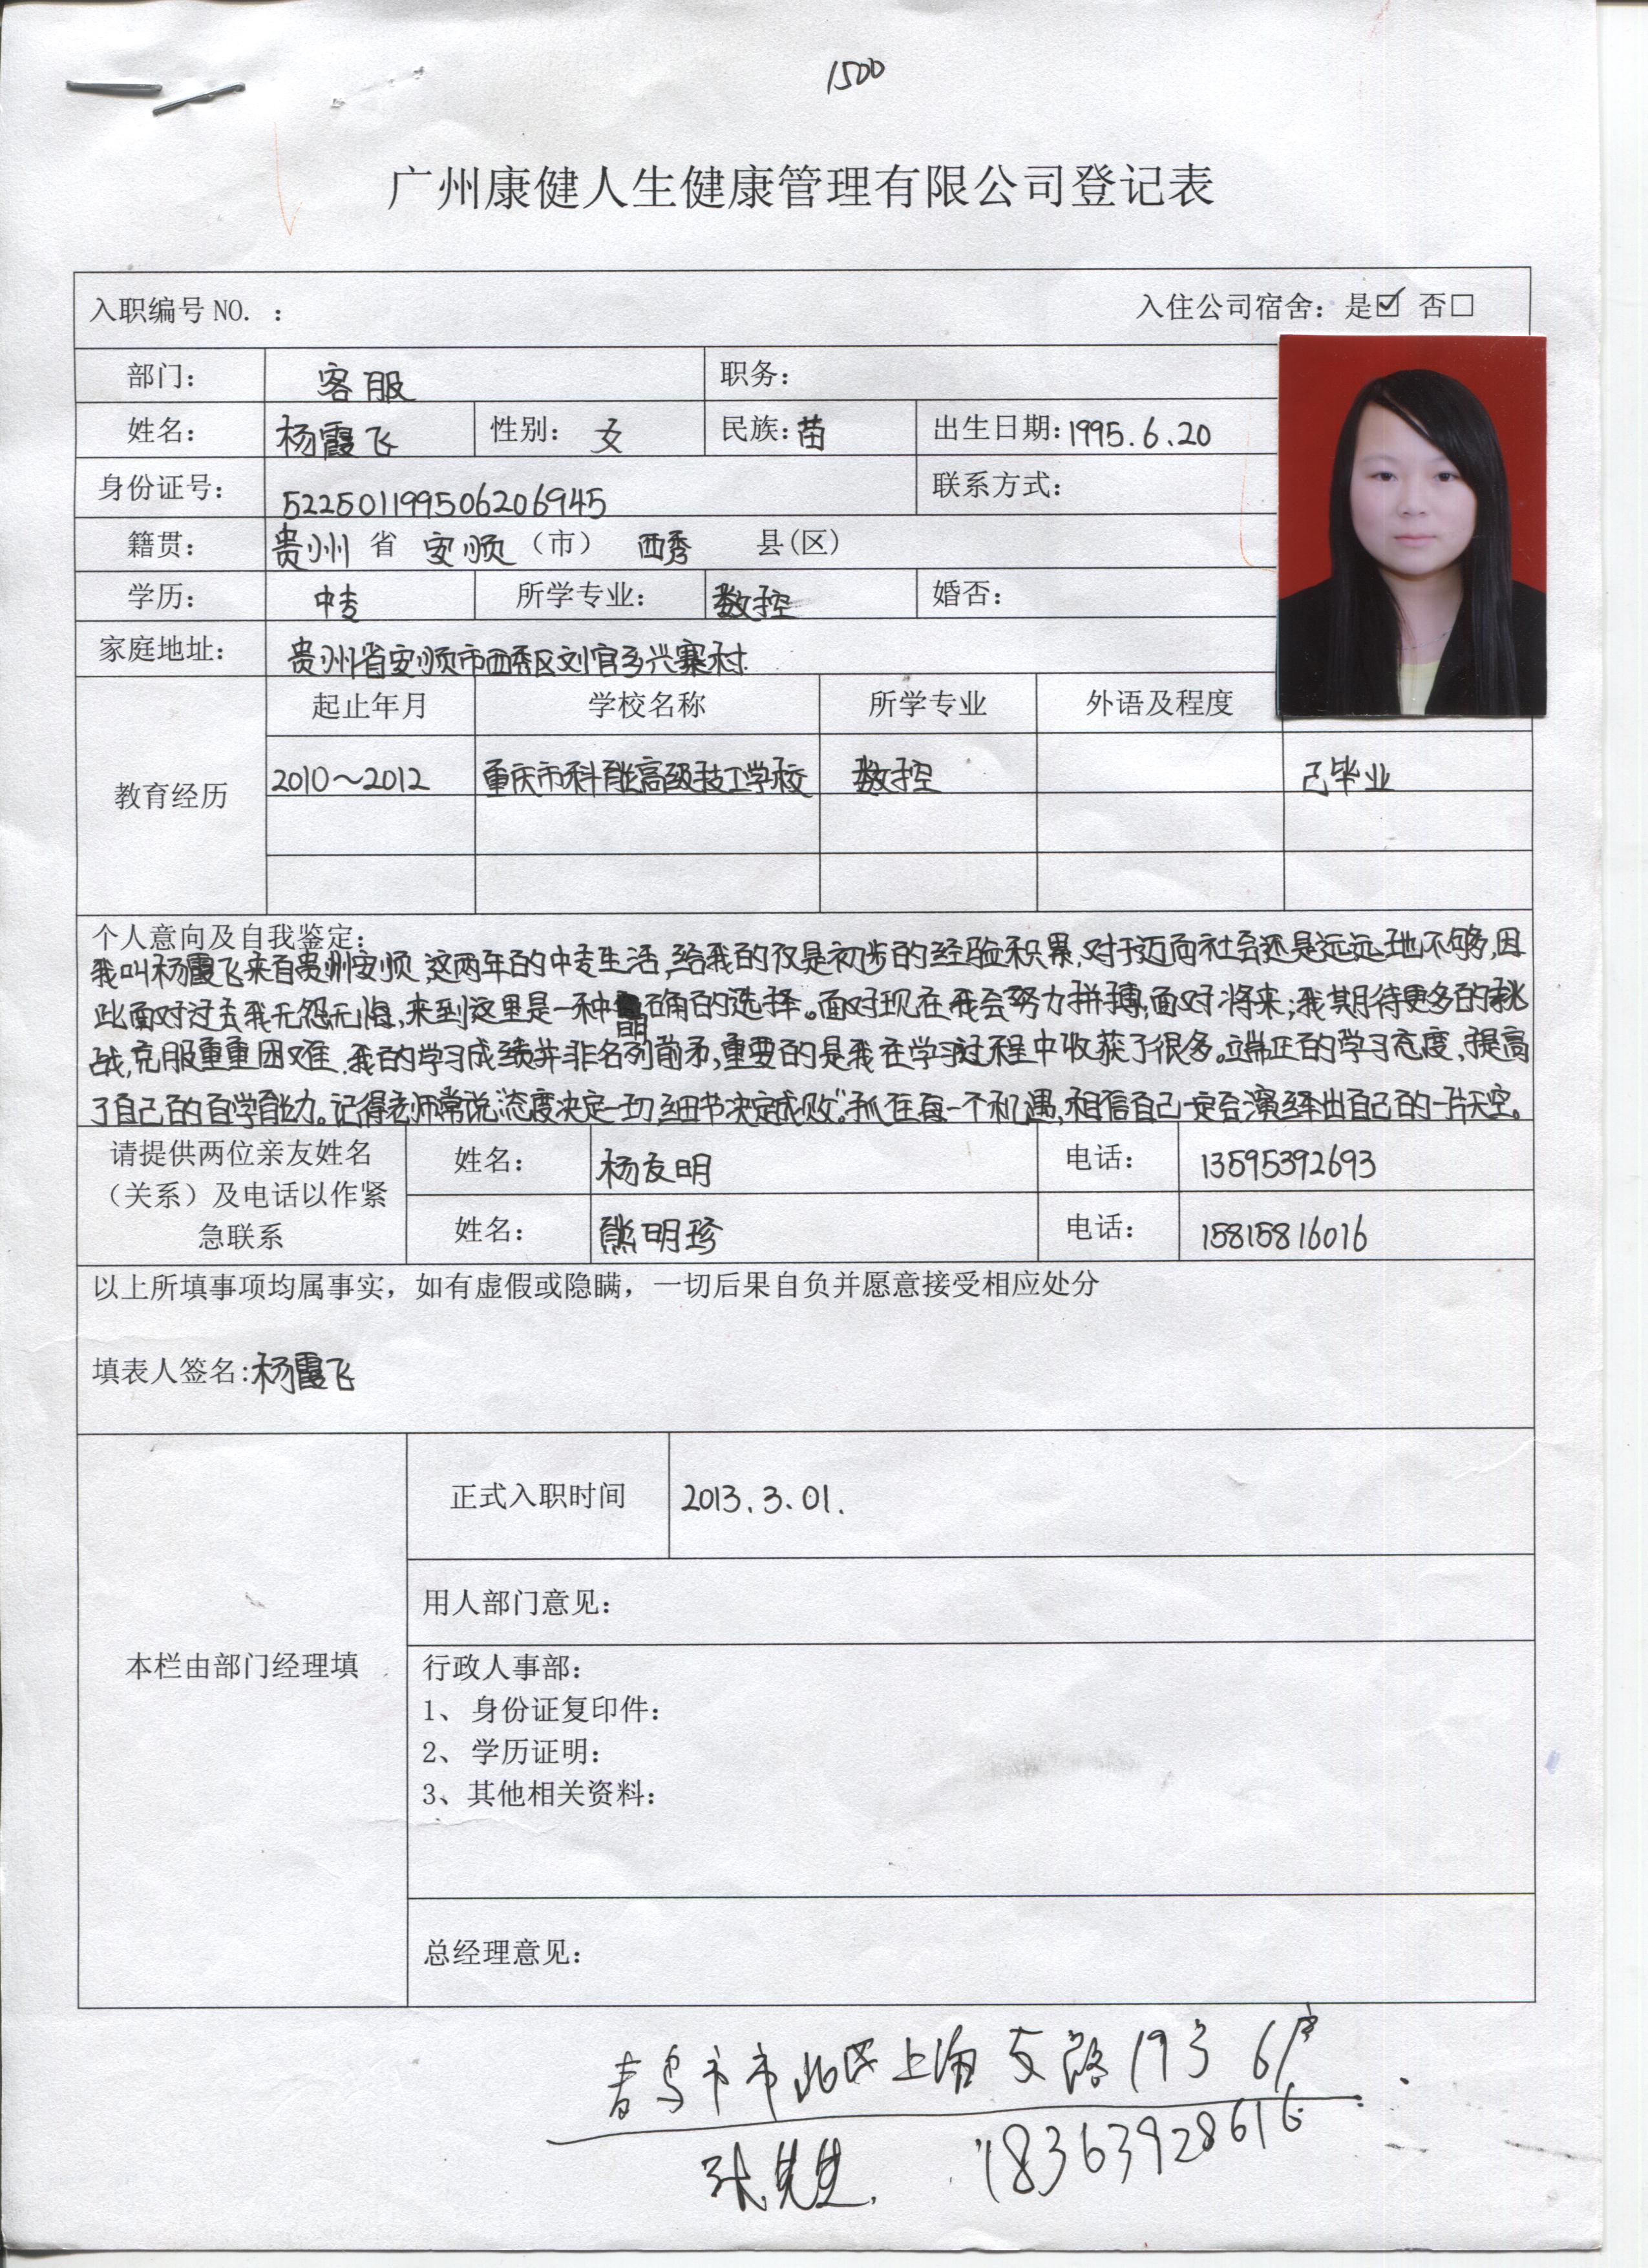 1500
广州康健人生健康管理有限公司登记表
入职编号 NO. ： 入住公司宿舍：是☑ 否□
部门： 客服 职务：
姓名： 杨霞飞 性别： 女 民族：苗 出生日期：1995.6.20
身份证号： 522501199506206945 联系方式：
籍贯： 贵州 省 安顺 （市） 西秀 县(区)
学历： 中专 所学专业： 数控 婚否：
家庭地址： 贵州省安顺市西秀区刘官乡兴寨村
教育经历 起止年月 学校名称 所学专业 外语及程度
2010～2012 重庆市科能高级技工学校 数控 已毕业
个人意向及自我鉴定：
我叫杨霞飞来自贵州安顺,这两年的中专生活,给我的仅是初步的经验积累,对于迈向社会还是远远地不够,因
此面对过去我无怨无悔,来到这里是一种 确的选择。面对现在我会努力拼搏,面对将来,我期待更多的挑
战,克服重重困难.我的学习成绩并非名列前矛,重要的是我在学习过程中收获了很多。端正的学习态度,提高
了自己的自学能力。记得老师常说"态度决定一切,细节决定成败"。抓住每一个机遇,相信自己一定会演绎出自己的一片天空。
请提供两位亲友姓名（关系）及电话以作紧急联系
姓名： 杨友明 电话： 13595392693
姓名： 熊明珍 电话： 15815816016
以上所填事项均属事实，如有虚假或隐瞒，一切后果自负并愿意接受相应处分
填表人签名:杨霞飞
本栏由部门经理填
正式入职时间 2013.3.01.
用人部门意见：
行政人事部：
1、 身份证复印件：
2、 学历证明：
3、其他相关资料：
总经理意见：
青岛市市北区上海支路19号 6户
张先生. 18363928616